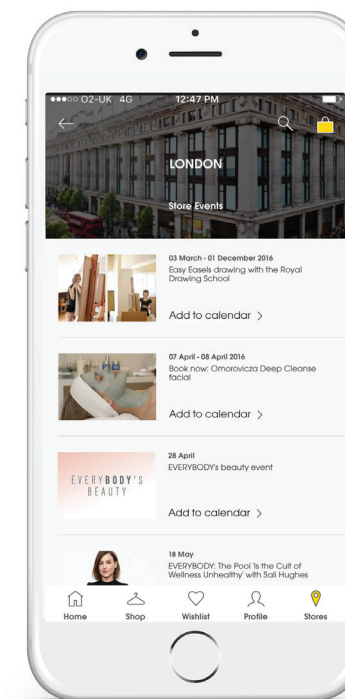 O2-UK 4G 12:47 PM
LONDON
Store Events
03 March - 01 December 2016
Easy Easels drawing with the Royal
Drawing School
Add to calendar
07 April - 08 April 2016
Book now: Omorovicza Deep Cleanse
facial
Add to calendar
EVERYBODY'S
BEAUTY
28 April
EVERYBODY's beauty event
Add to calendar
18 May
EVERYBODY: The Pool 'Is the Cult of
Wellness Unhealthy' with Sali Hughes
Home Shop Wishlist Profile Stores